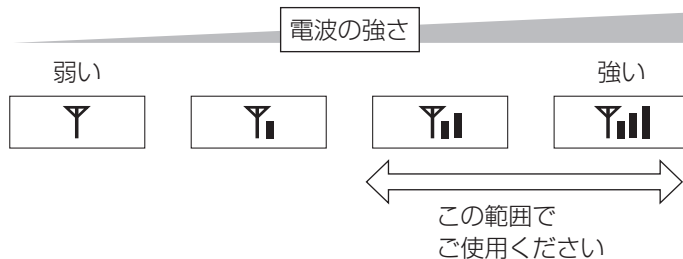 電波の強さ
弱い
強い
この範囲で
ご使用ください